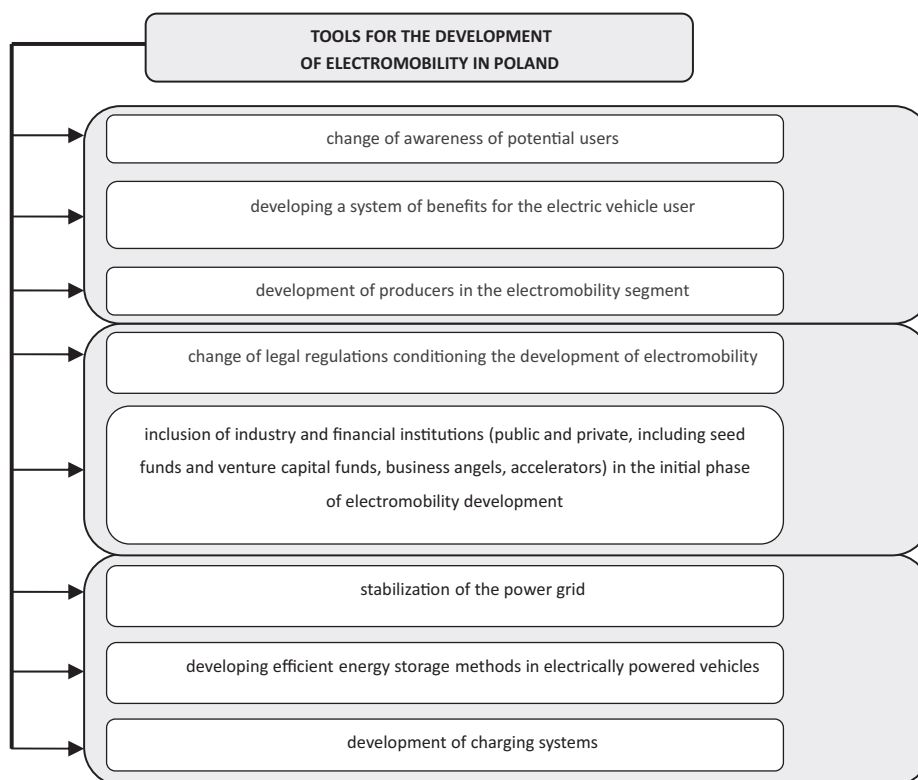 TOOLS FOR THE DEVELOPMENT
OF ELECTROMOBILITY IN POLAND
change of awareness of potential users
developing a system of benefits for the electric vehicle user
development of producers in the electromobility segment
change of legal regulations conditioning the development of electromobility
inclusion of industry and financial institutions (public and private, including seed
funds and venture capital funds, business angels, accelerators) in the initial phase
of electromobility development
stabilization of the power grid
developing efficient energy storage methods in electrically powered vehicles
development of charging systems